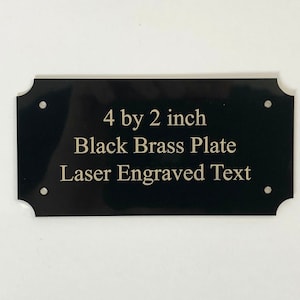 4 by 2 inch
Black Brass Plate
Laser Engraved Text